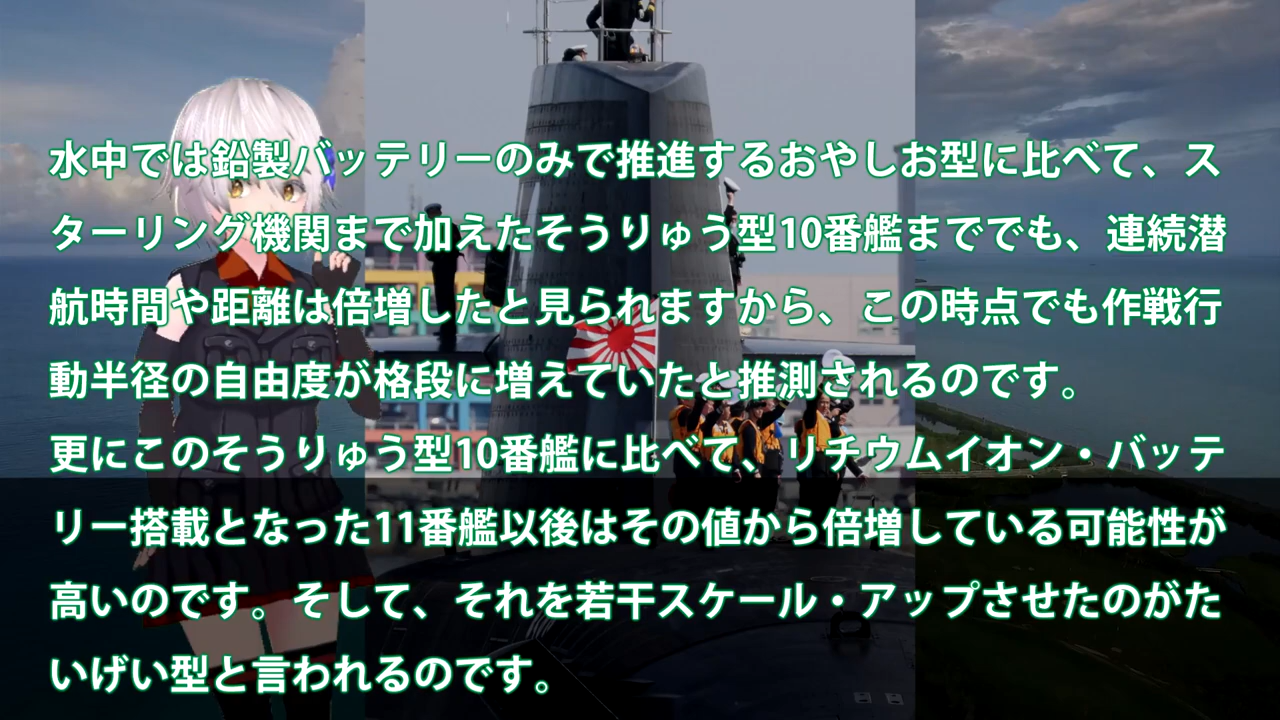 水中では鉛製バッテリーのみで推進するおやしお型に比べて、ス
ターリング機関まで加えたそうりゅう型10番艦まででも、連続潜
航時間や距離は倍増したと見られますから、この時点でも作戦行
動半径の自由度が格段に増えていたと推測されるのです。
更にこのそうりゅう型10番艦に比べて、リチウムイオン・バッテ
リー搭載となった11番艦以後はその値から倍増している可能性が
高いのです。そして、それを若干スケール・アップさせたのがた
いげい型と言われるのです。